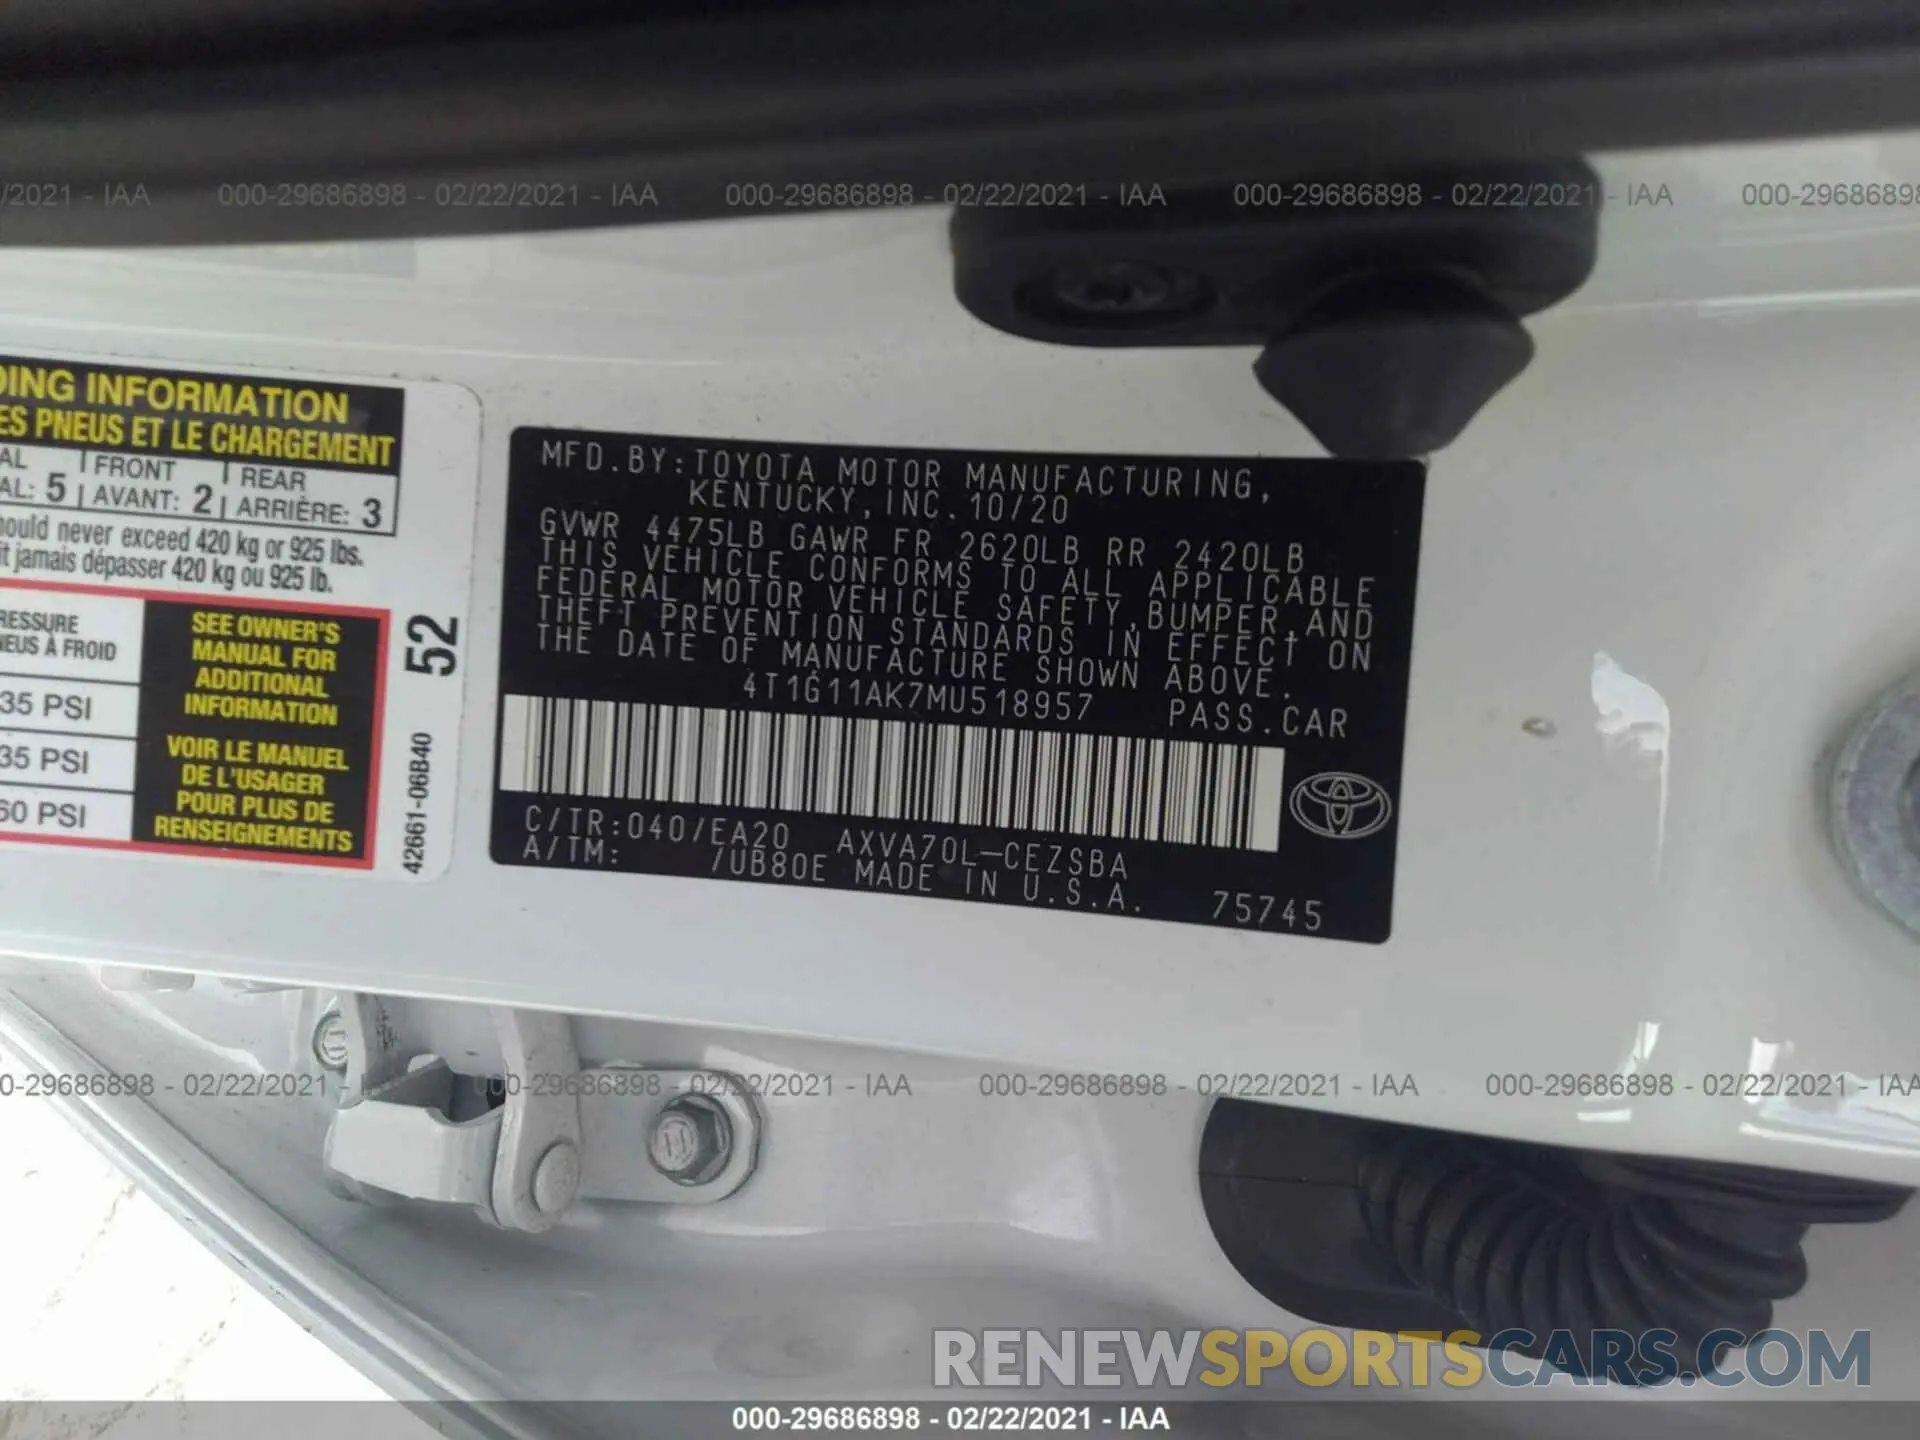 /2021 - IAA 000-29686898 - 02/22/2021 - IAA 000-29686898 - 02/22/2021 - IAA 000-29686898 - 02/22/2021 - IAA 000-2968689
DING INFORMATION
ES PNEUS ET LE CHARGEMENT
AL FRONT REAR
AL: 5 AVANT: 2 ARRIÈRE: 3
hould never exceed 420 kg or 925 lbs.
it jamais dépasser 420 kg ou 925 lb.
RESSURE
NEUS À FROID
35 PSI
35 PSI
60 PSI
SEE OWNER'S
MANUAL FOR
ADDITIONAL
INFORMATION
VOIR LE MANUEL
DE L'USAGER
POUR PLUS DE
RENSEIGNEMENTS
52
42661-06B40
MFD.BY:TOYOTA MOTOR MANUFACTURING,
KENTUCKY,INC.10/20
GVWR 4475LB GAWR FR 2620LB RR 2420LB
THIS VEHICLE CONFORMS TO ALL APPLICABLE
FEDERAL MOTOR VEHICLE SAFETY,BUMPER,AND
THEFT PREVENTION STANDARDS IN EFFECT ON
THE DATE OF MANUFACTURE SHOWN ABOVE.
4T1G11AK7MU518957 PASS.CAR
C/TR:040/EA20 AXVA70L-CEZSBA
A/TM: /UB80E MADE IN U.S.A. 75745
0-29686898 - 02/22/2021 - IAA 000-29686898 - 02/22/2021 - IAA 000-29686898 - 02/22/2021 - IAA 000-29686898 - 02/22/2021 - IAA
RENEWSPORTSCARS.COM
000-29686898 - 02/22/2021 - IAA